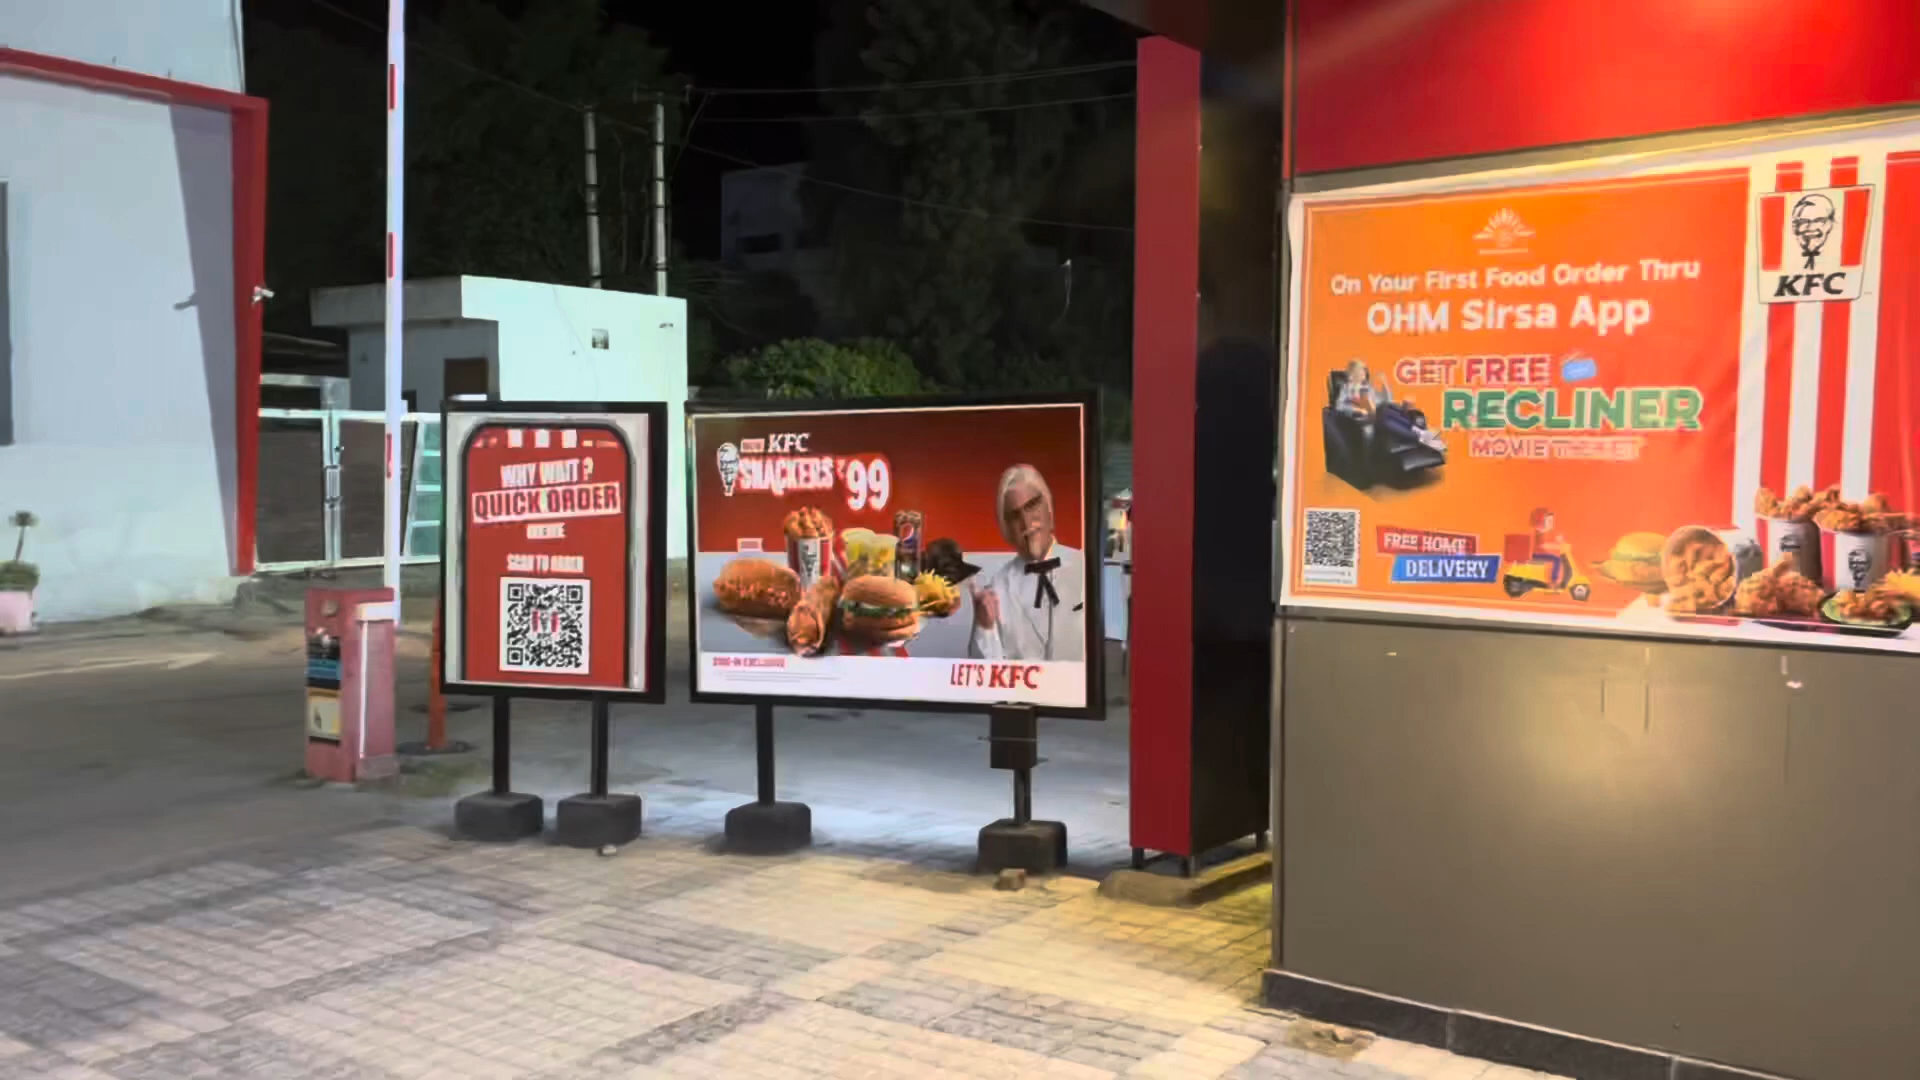 WHY WAIT?
QUICK ORDER
SCAN TO ORDER
KFC
SNACKERS ₹99
LET'S KFC
On Your First Food Order Thru
OHM Sirsa App
GET FREE
RECLINER
MOVIE TICKET
FREE HOME
DELIVERY
KFC